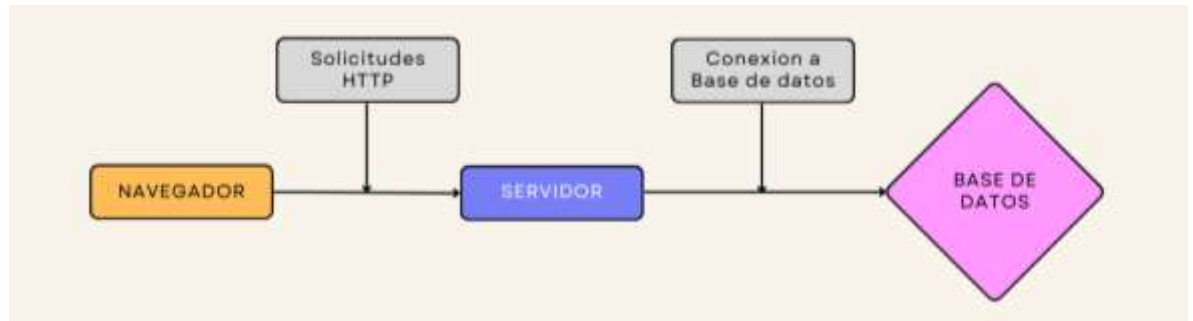 Solicitudes
HTTP
Conexion a
Base de datos
NAVEGADOR
SERVIDOR
BASE DE
DATOS